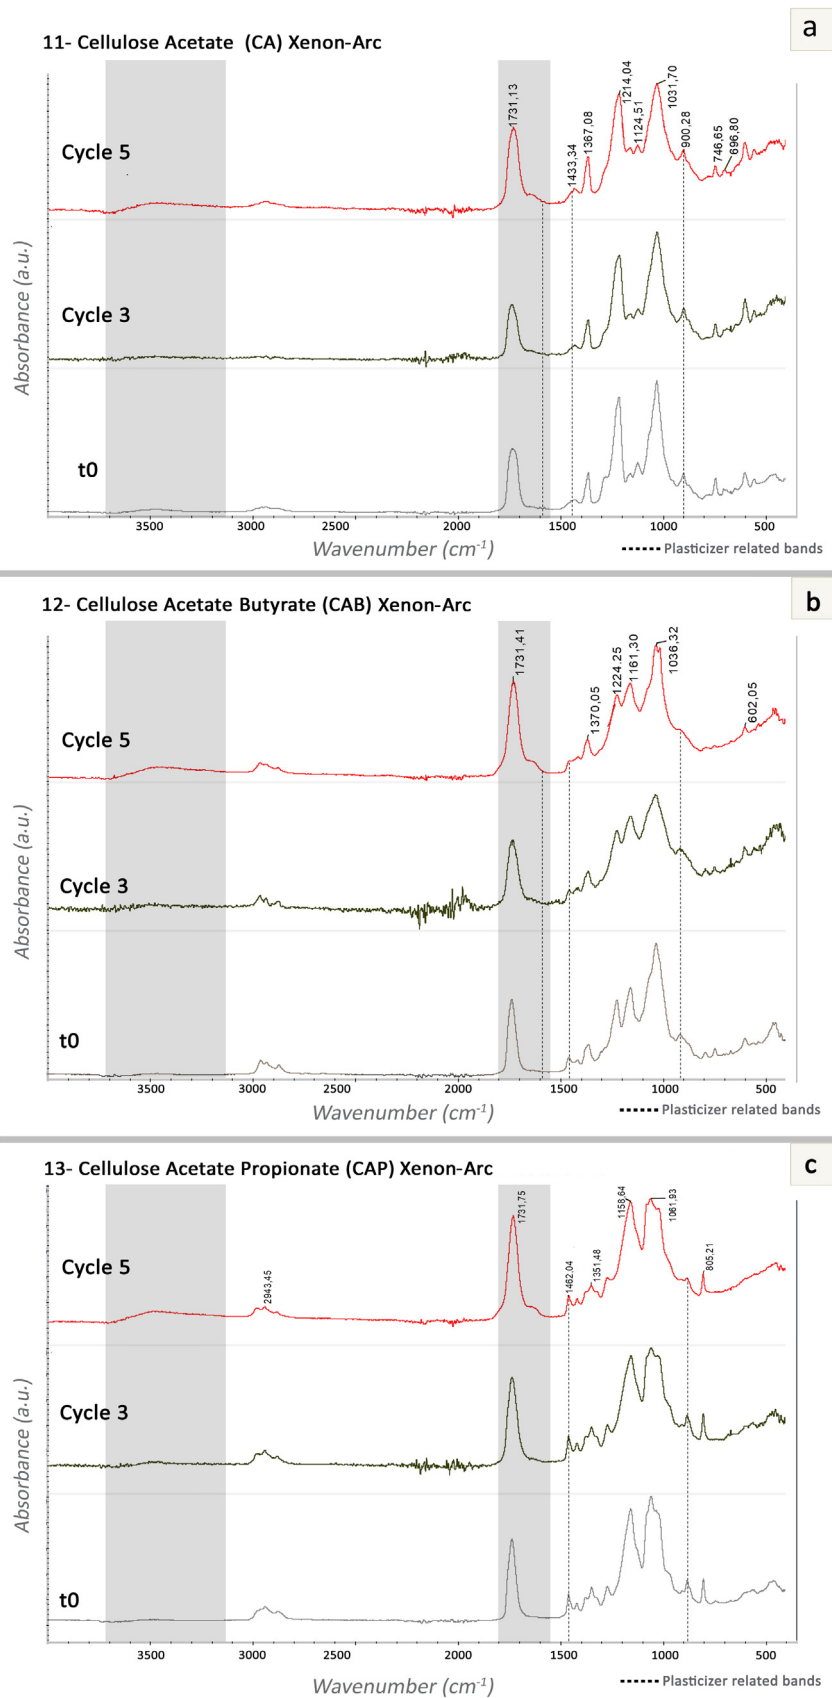 a
11- Cellulose Acetate (CA) Xenon-Arc
1731,13
1433,34
1367,08
1214,04
1124,51
1031,70
900,28
746,65
696,80
Cycle 5
Cycle 3
t0
Absorbance (a.u.)
3500 3000 2500 2000 1500 1000 500
Wavenumber (cm-1)
Plasticizer related bands
b
12- Cellulose Acetate Butyrate (CAB) Xenon-Arc
1731,41
1370,05
1224.25
1161,30
1036,32
602,05
Cycle 5
Cycle 3
t0
Absorbance (a.u.)
3500 3000 2500 2000 1500 1000 500
Wavenumber (cm-1)
Plasticizer related bands
c
13- Cellulose Acetate Propionate (CAP) Xenon-Arc
2943,45
1731,75
1462,04
1351,48
1158,64
1061,93
805,21
Cycle 5
Cycle 3
t0
Absorbance (a.u.)
3500 3000 2500 2000 1500 1000 500
Wavenumber (cm-1)
Plasticizer related bands